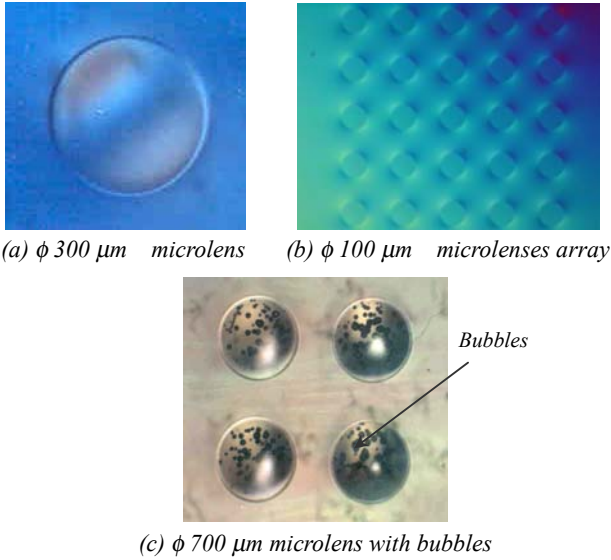 (a) ϕ 300 μm microlens
(b) ϕ 100 μm microlenses array
Bubbles
(c) ϕ 700 μm microlens with bubbles